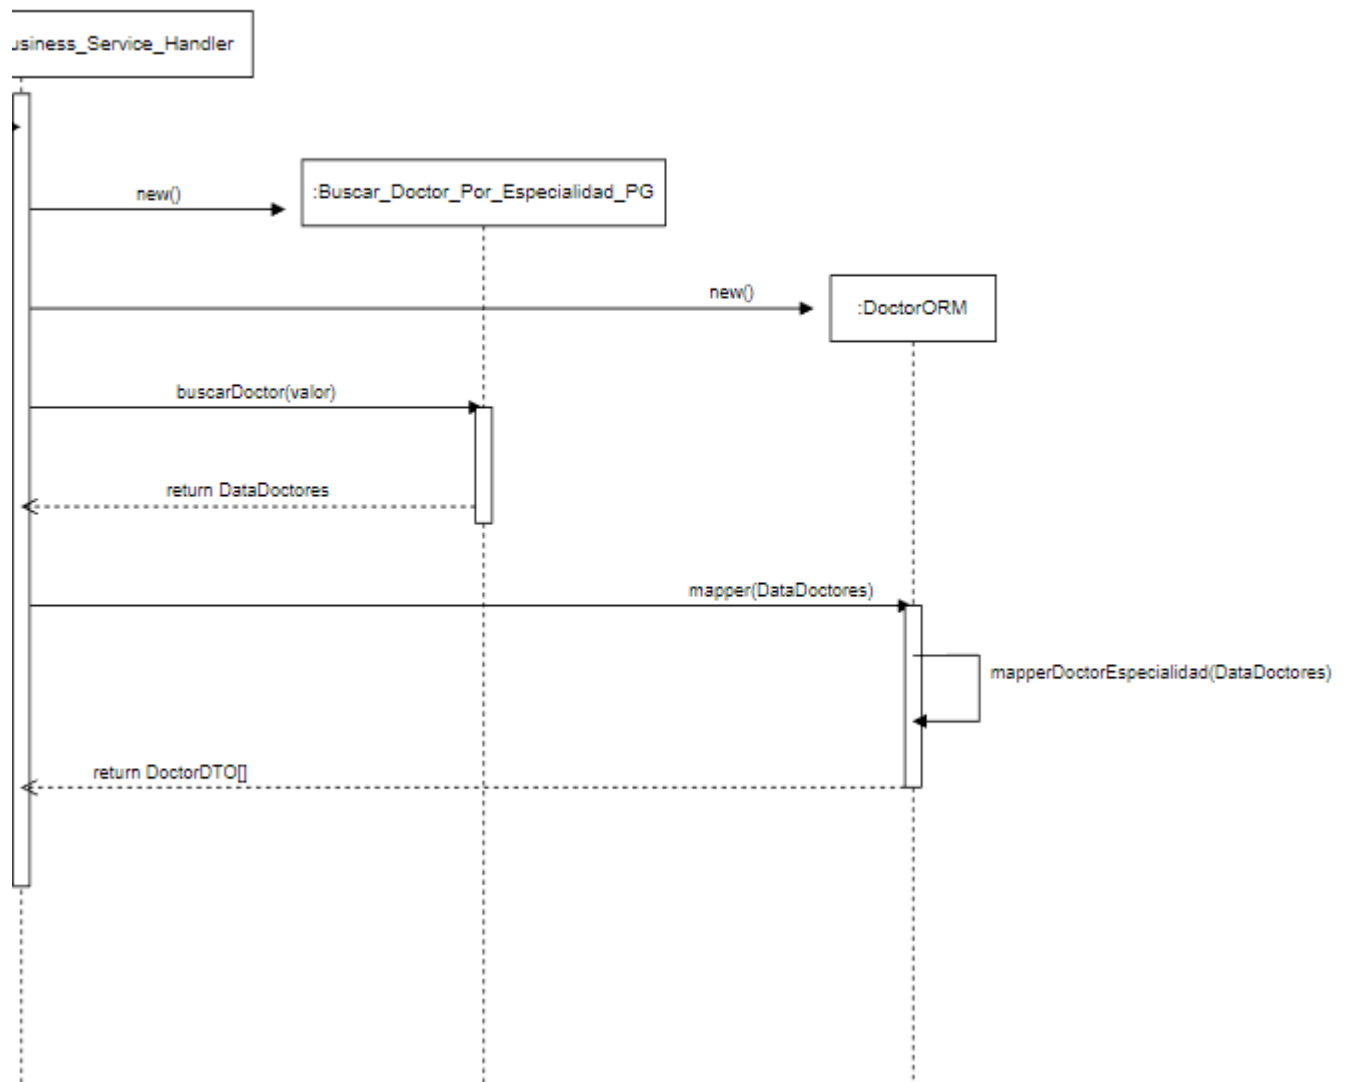 usiness_Service_Handler
new()
:Buscar_Doctor_Por_Especialidad_PG
new()
:DoctorORM
buscarDoctor(valor)
return DataDoctores
mapper(DataDoctores)
mapperDoctorEspecialidad(DataDoctores)
return DoctorDTO[]